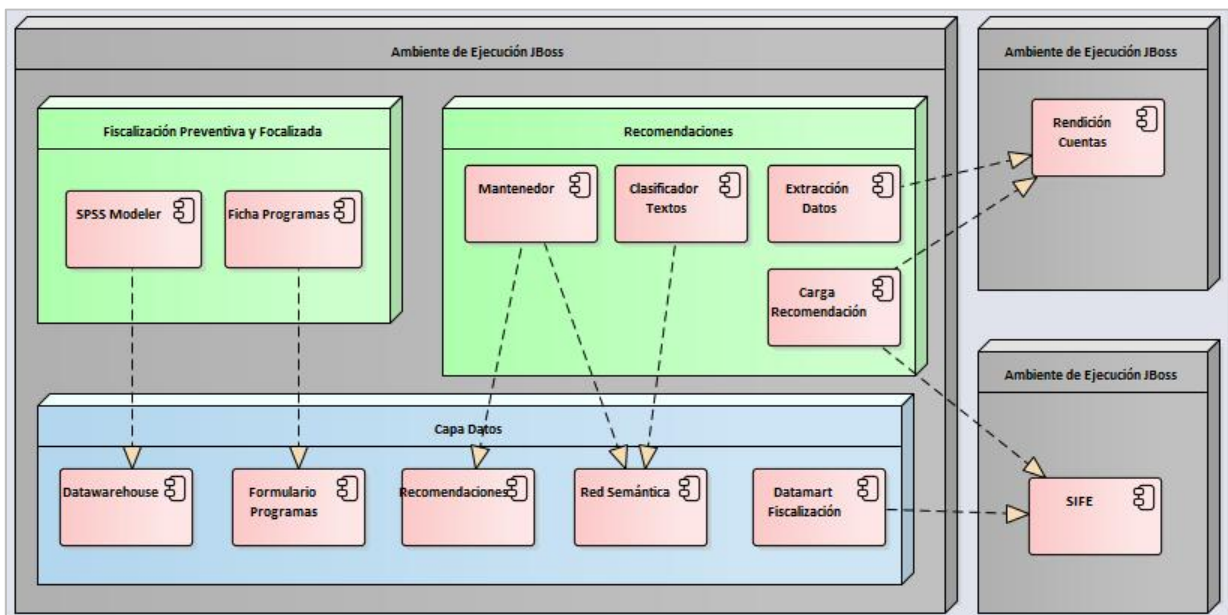 Ambiente de Ejecución JBoss
Fiscalización Preventiva y Focalizada
SPSS Modeler
Ficha Programas
Recomendaciones
Mantenedor
Clasificador
Textos
Extracción
Datos
Carga
Recomendación
Capa Datos
Datawarehouse
Formulario
Programas
Recomendaciones
Red Semántica
Datamart
Fiscalización
Ambiente de Ejecución JBoss
Rendición
Cuentas
Ambiente de Ejecución JBoss
SIFE